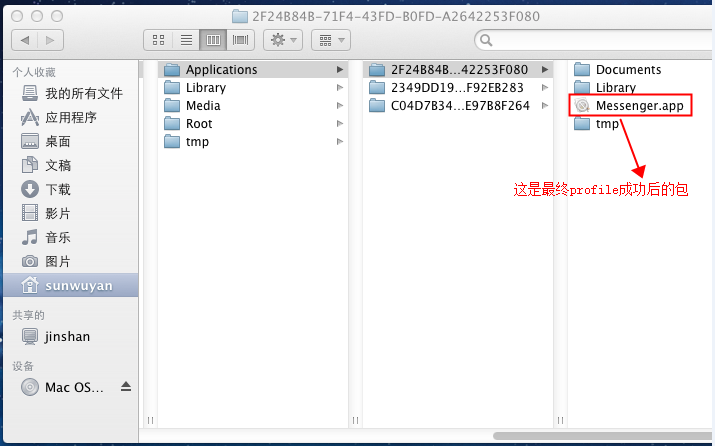 2F24B84B-71F4-43FD-B0FD-A2642253F080
个人收藏
我的所有文件
应用程序
桌面
文稿
下载
影片
音乐
图片
sunwuyan
共享的
jinshan
设备
Mac OS...
Applications
Library
Media
Root
tmp
2F24B84B...42253F080
2349DD19...F92EB283
C04D7B34...E97B8F264
Documents
Library
Messenger.app
tmp
这是最终profile成功后的包